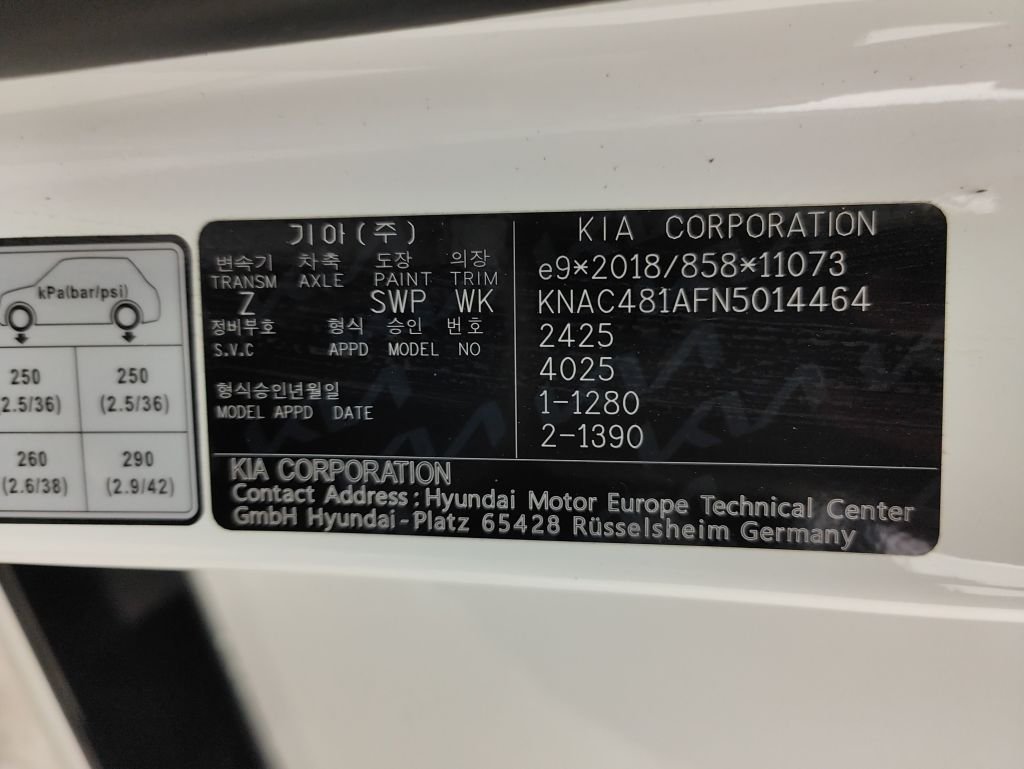 kPa(bar/psi)
250 250
(2.5/36) (2.5/36)
260 290
(2.6/38) (2.9/42)
기아(주)
변속기 차축 도장 의장
TRANSM AXLE PAINT TRIM
Z SWP WK
정비부호 형식 승인 번호
S.V.C APPD MODEL NO
형식승인년월일
MODEL APPD DATE
KIA CORPORATION
e9*2018/858*11073
KNAC481AFN5014464
2425
4025
1-1280
2-1390
KIA CORPORATION
Contact Address : Hyundai Motor Europe Technical Center
GmbH Hyundai-Platz 65428 Rüsselsheim Germany